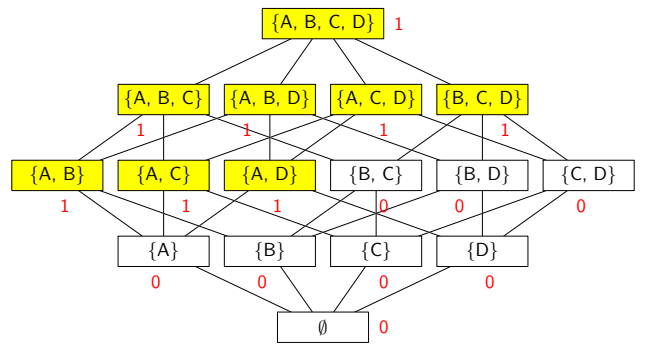 {A, B, C, D} 1
{A, B, C} {A, B, D} {A, C, D} {B, C, D}
1 1 1 1
{A, B} {A, C} {A, D} {B, C} {B, D} {C, D}
1 1 1 0 0 0
{A} {B} {C} {D}
0 0 0 0
∅ 0